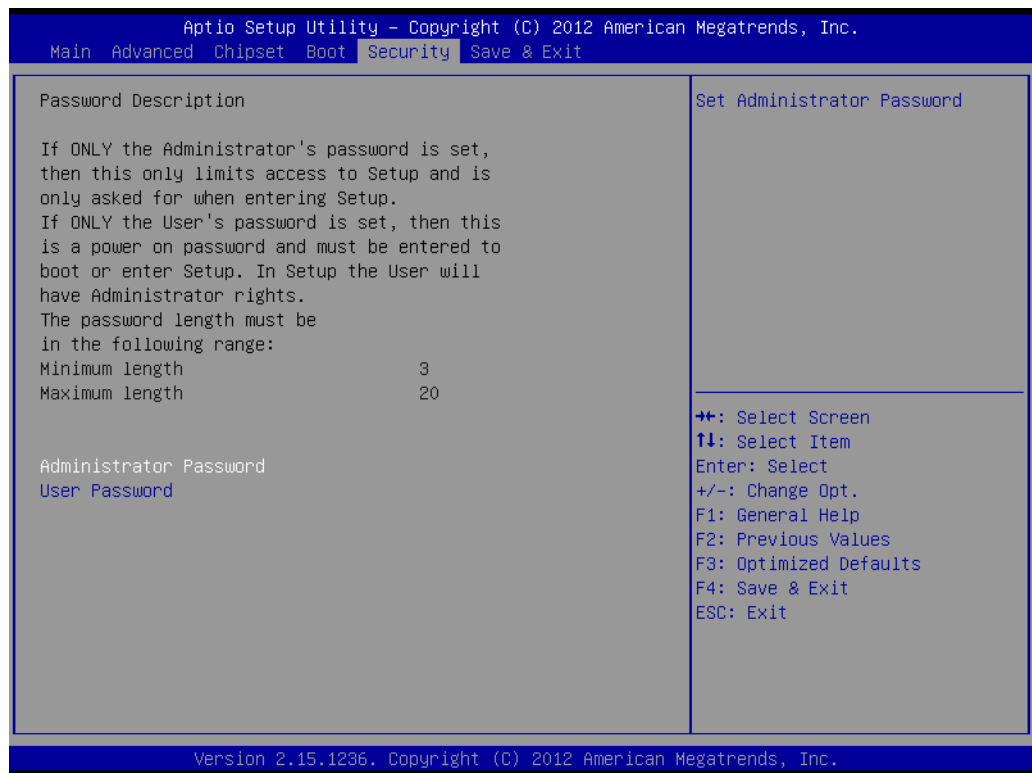 Aptio Setup Utility – Copyright (C) 2012 American Megatrends, Inc.
Main Advanced Chipset Boot Security Save & Exit
Password Description
If ONLY the Administrator's password is set,
then this only limits access to Setup and is
only asked for when entering Setup.
If ONLY the User's password is set, then this
is a power on password and must be entered to
boot or enter Setup. In Setup the User will
have Administrator rights.
The password length must be
in the following range:
Minimum length 3
Maximum length 20
Administrator Password
User Password
Set Administrator Password
→←: Select Screen
↑↓: Select Item
Enter: Select
+/-: Change Opt.
F1: General Help
F2: Previous Values
F3: Optimized Defaults
F4: Save & Exit
ESC: Exit
Version 2.15.1236. Copyright (C) 2012 American Megatrends, Inc.